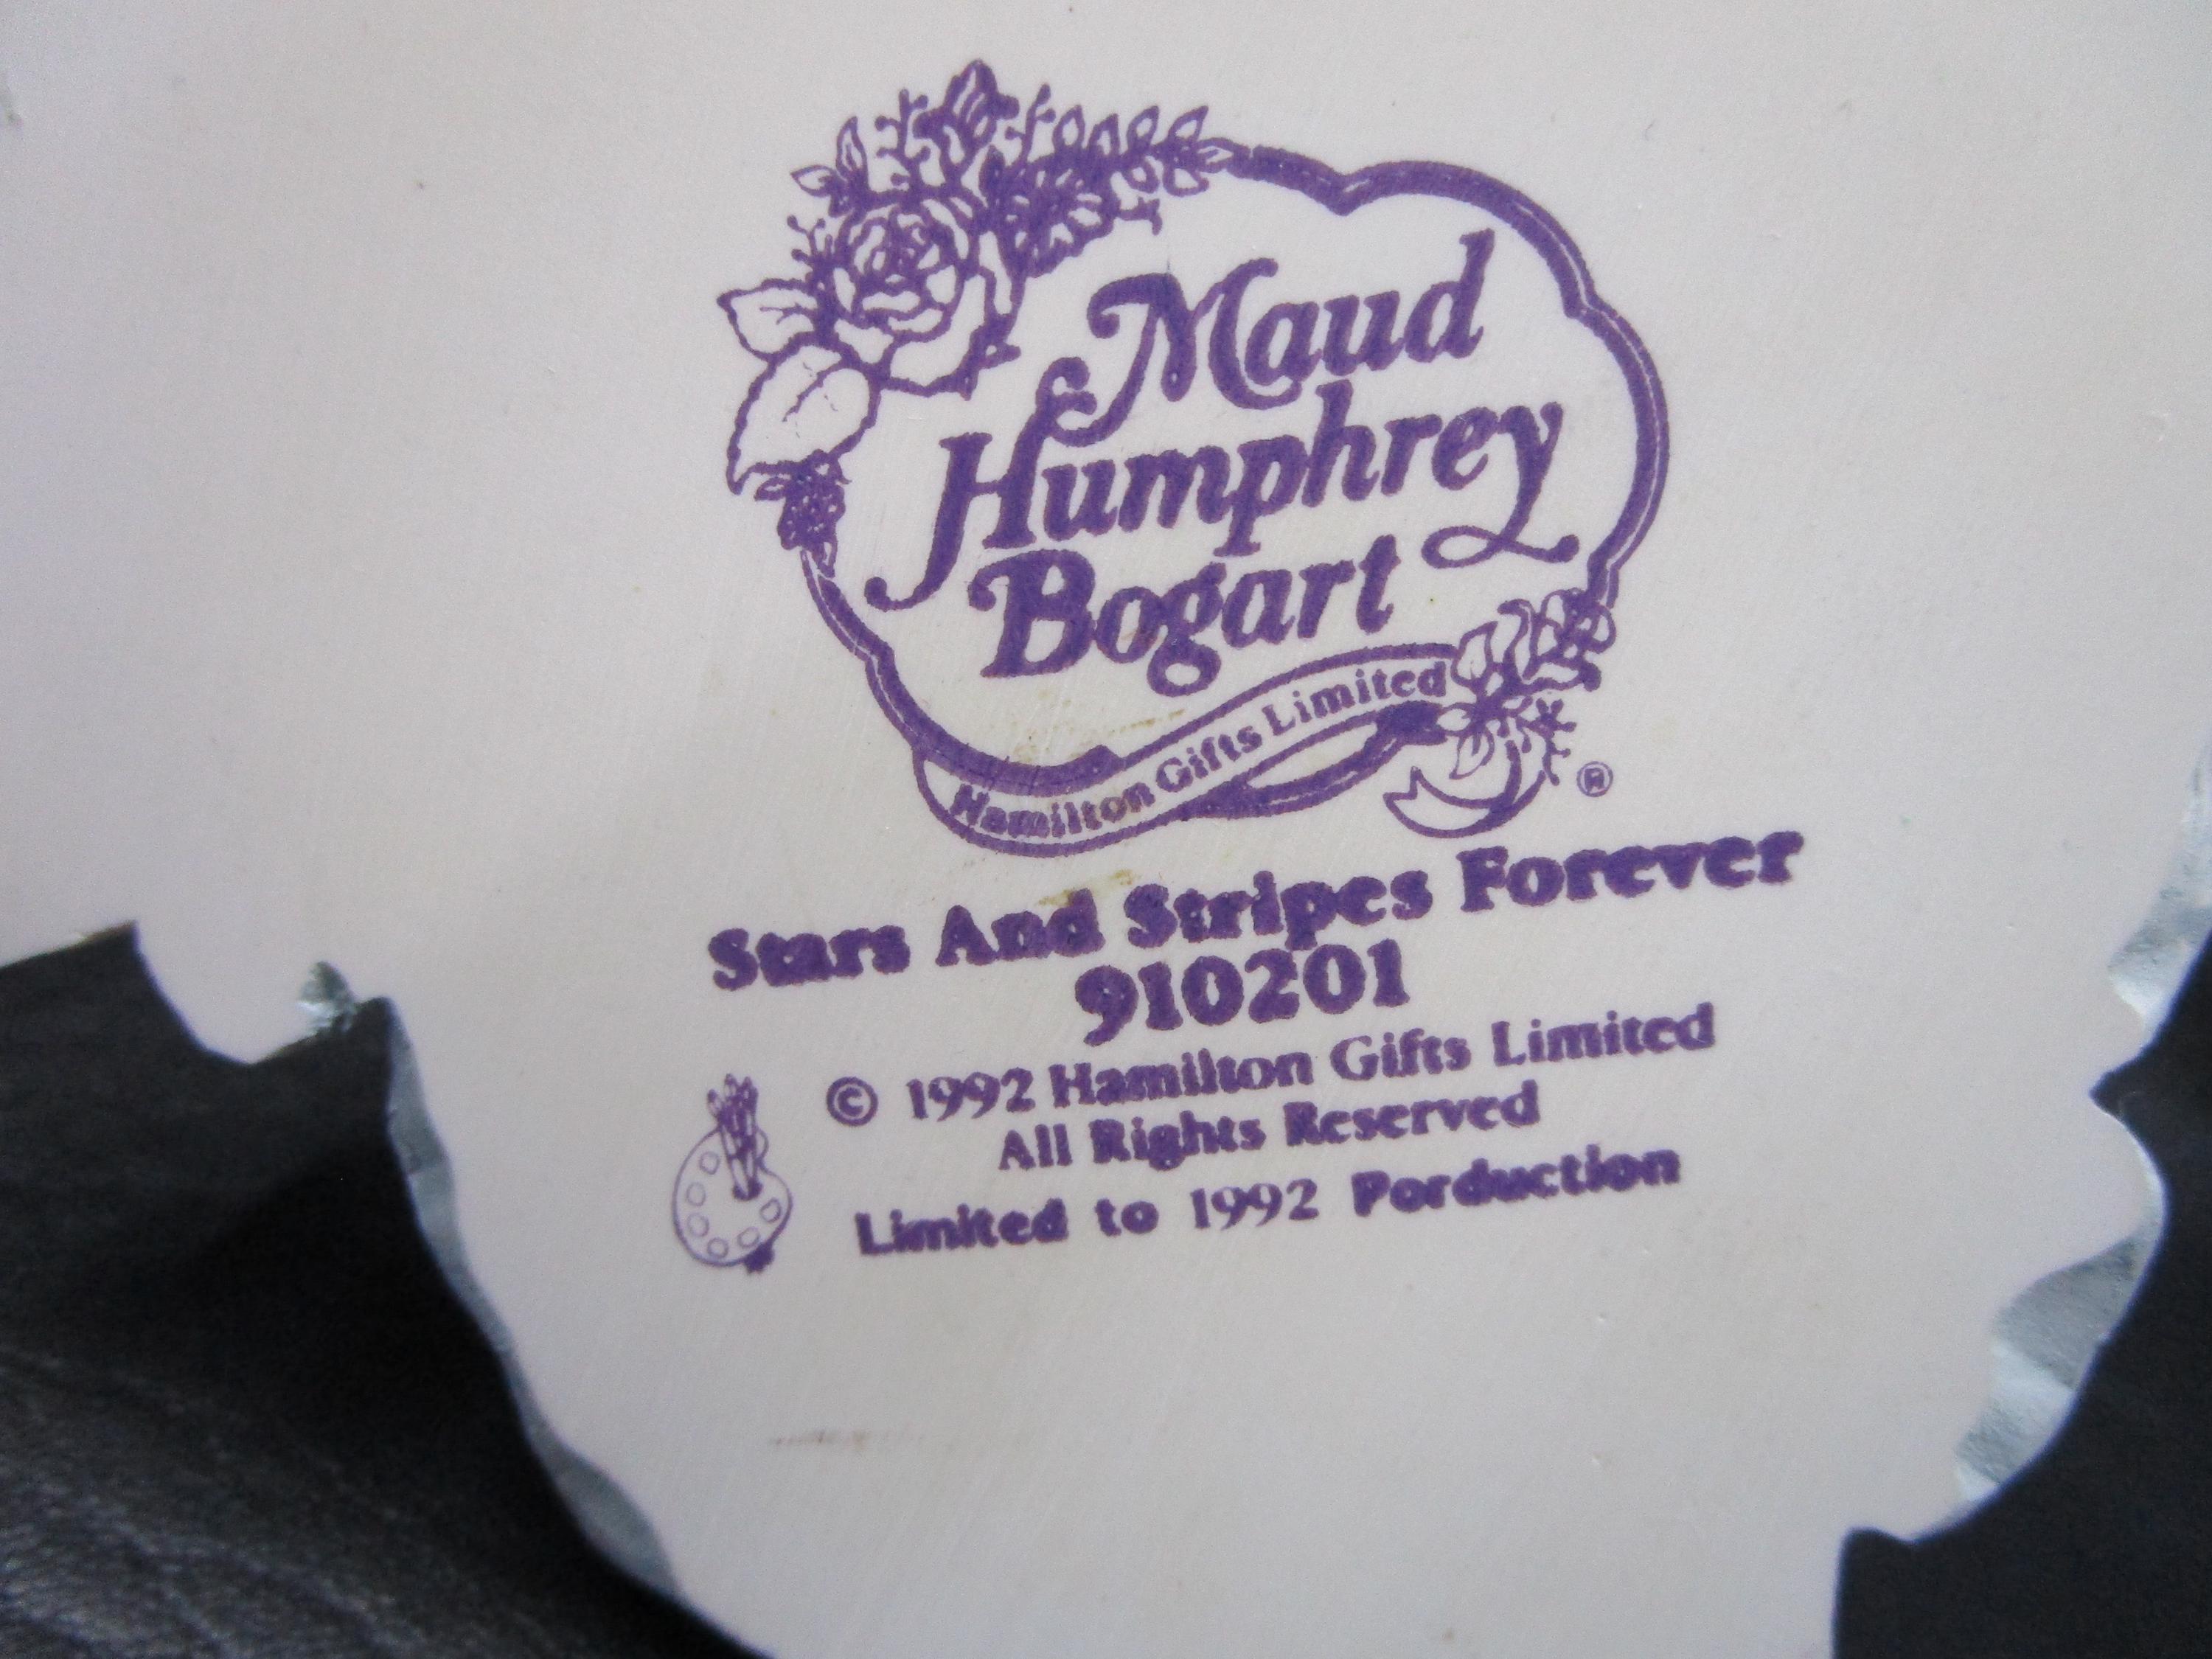 Maud
Humphrey
Bogart
Hamilton Gifts Limited
®
Stars And Stripes Forever
910201
© 1992 Hamilton Gifts Limited
All Rights Reserved
Limited to 1992 Porduction